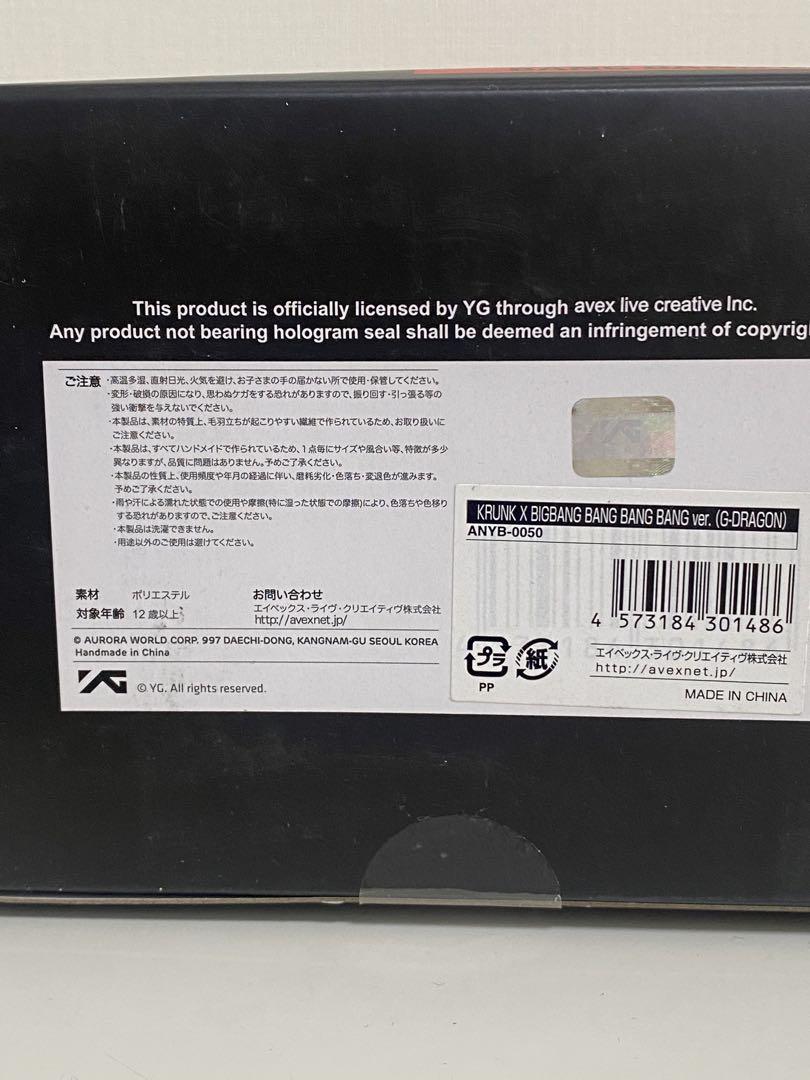 This product is officially licensed by YG through avex live creative Inc.
Any product not bearing hologram seal shall be deemed an infringement of
ご注意 ・高温多湿、直射日光、火気を避け、お子さまの手の届かない所で使用・保管してください。
・変形・破損の原因になり、思わぬケガをする恐れがありますので、振り回す・引っ張る等の
強い衝撃を与えないでください。
・本製品は、素材の特質上、毛羽立ちが起こりやすい繊維で作られているため、お取り扱いに
ご注意ください。
・本製品は、すべてハンドメイドで作られているため、1点毎にサイズや風合い等、特徴が多少
異なりますが、品質に問題はありません。予めご了承ください。
・本製品の性質上、使用頻度や年月の経過に伴い、磨耗劣化・色落ち・変退色が進みます。
予めご了承ください。
・雨や汗による濡れた状態での使用や摩擦(特に湿った状態での摩擦)により、色落ちや色移り
する恐れがありますので、ご注意ください。
・本製品は洗濯できません。
・用途以外のご使用は避けてください。
素材 ポリエステル
対象年齢 12歳以上
お問い合わせ
エイベックス・ライヴ・クリエイティヴ株式会社
http://avexnet.jp/
© AURORA WORLD CORP. 997 DAECHI-DONG, KANGNAM-GU SEOUL KOREA
Handmade in China
YG © YG. All rights reserved.
YG
KRUNK X BIGBANG BANG BANG BANG ver. (G-DRAGON)
ANYB-0050
4 573184 301486
プラ 紙
PP
エイベックス・ライヴ・クリエイティヴ株式会社
http://avexnet.jp/
MADE IN CHINA